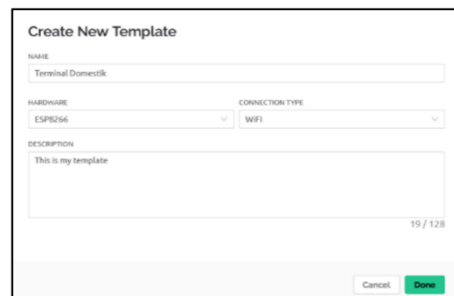 Create New Template
NAME
Terminal Domestik
HARDWARE
CONNECTION TYPE
ESP8266
WiFi
DESCRIPTION
This is my template
19 / 128
Cancel
Done